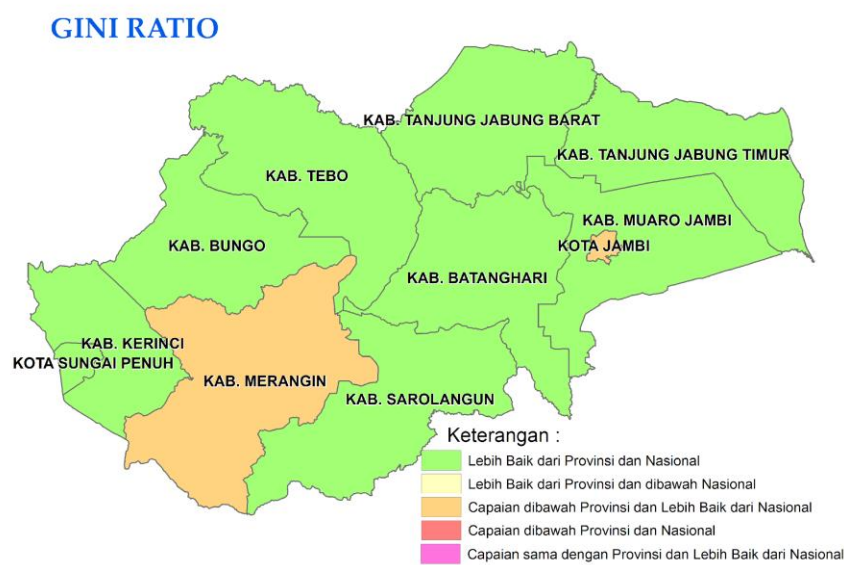 GINI RATIO
KAB. TANJUNG JABUNG BARAT
KAB. TANJUNG JABUNG TIMUR
KAB. TEBO
KAB. MUARO JAMBI
KAB. BUNGO
KOTA JAMBI
KAB. BATANGHARI
KAB. KERINCI
KOTA SUNGAI PENUH
KAB. MERANGIN
KAB. SAROLANGUN
Keterangan :
Lebih Baik dari Provinsi dan Nasional
Lebih Baik dari Provinsi dan dibawah Nasional
Capaian dibawah Provinsi dan Lebih Baik dari Nasional
Capaian dibawah Provinsi dan Nasional
Capaian sama dengan Provinsi dan Lebih Baik dari Nasional